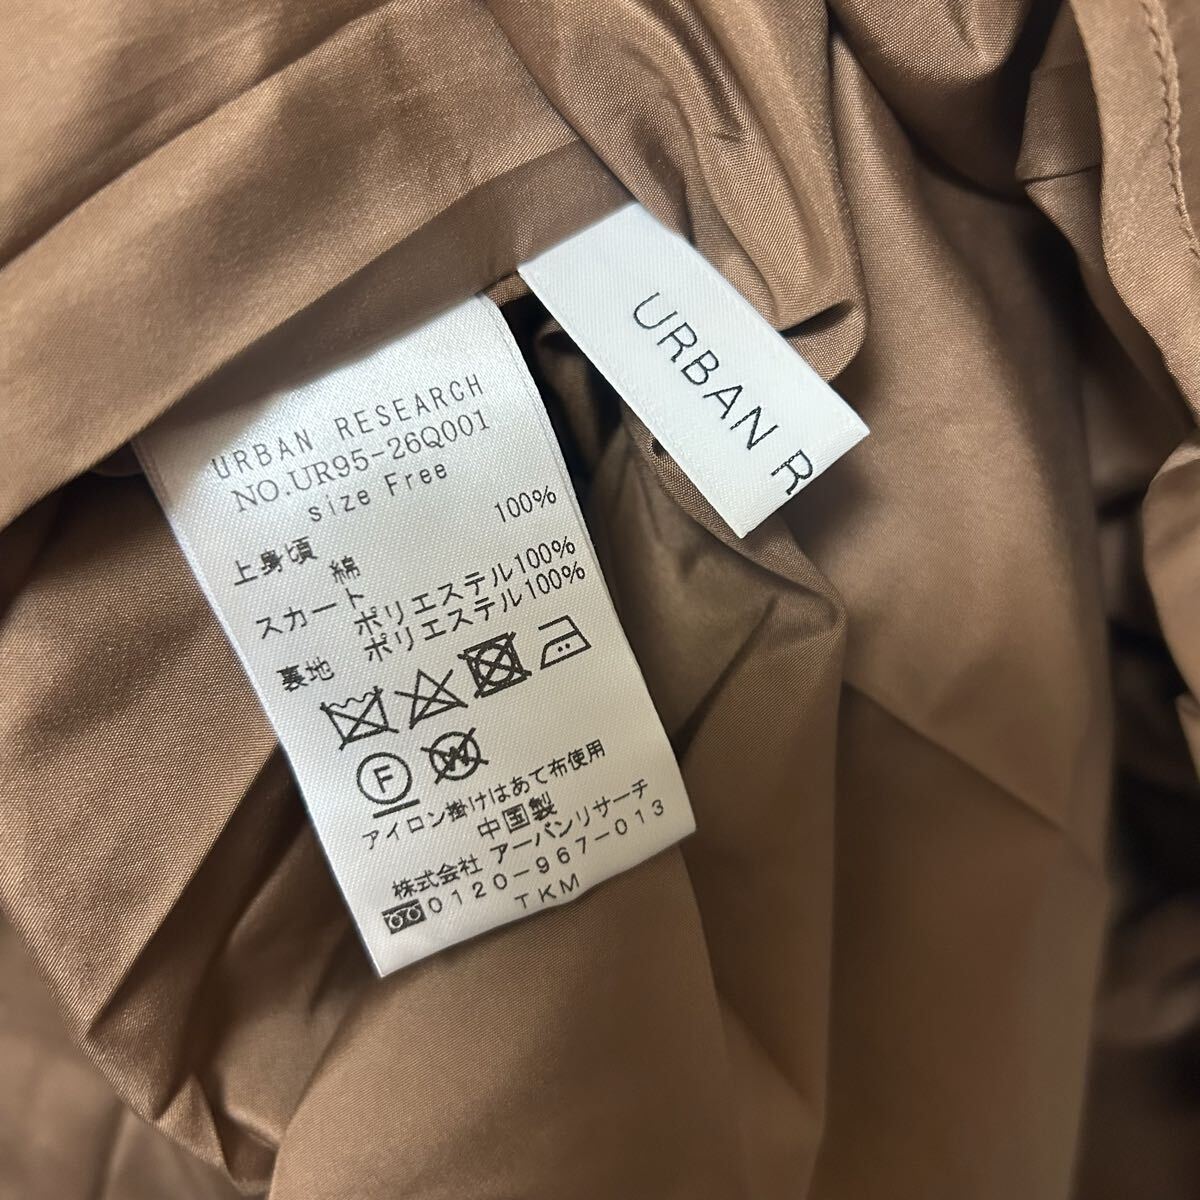 URBAN RESEARCH
NO.UR95-26Q001
size Free
上身頃
綿 100%
スカート
ポリエステル100%
裏地 ポリエステル100%
F W
アイロン掛けはあて布使用
中国製
株式会社 アーバンリサーチ
0120-967-013
TKM
URBAN R